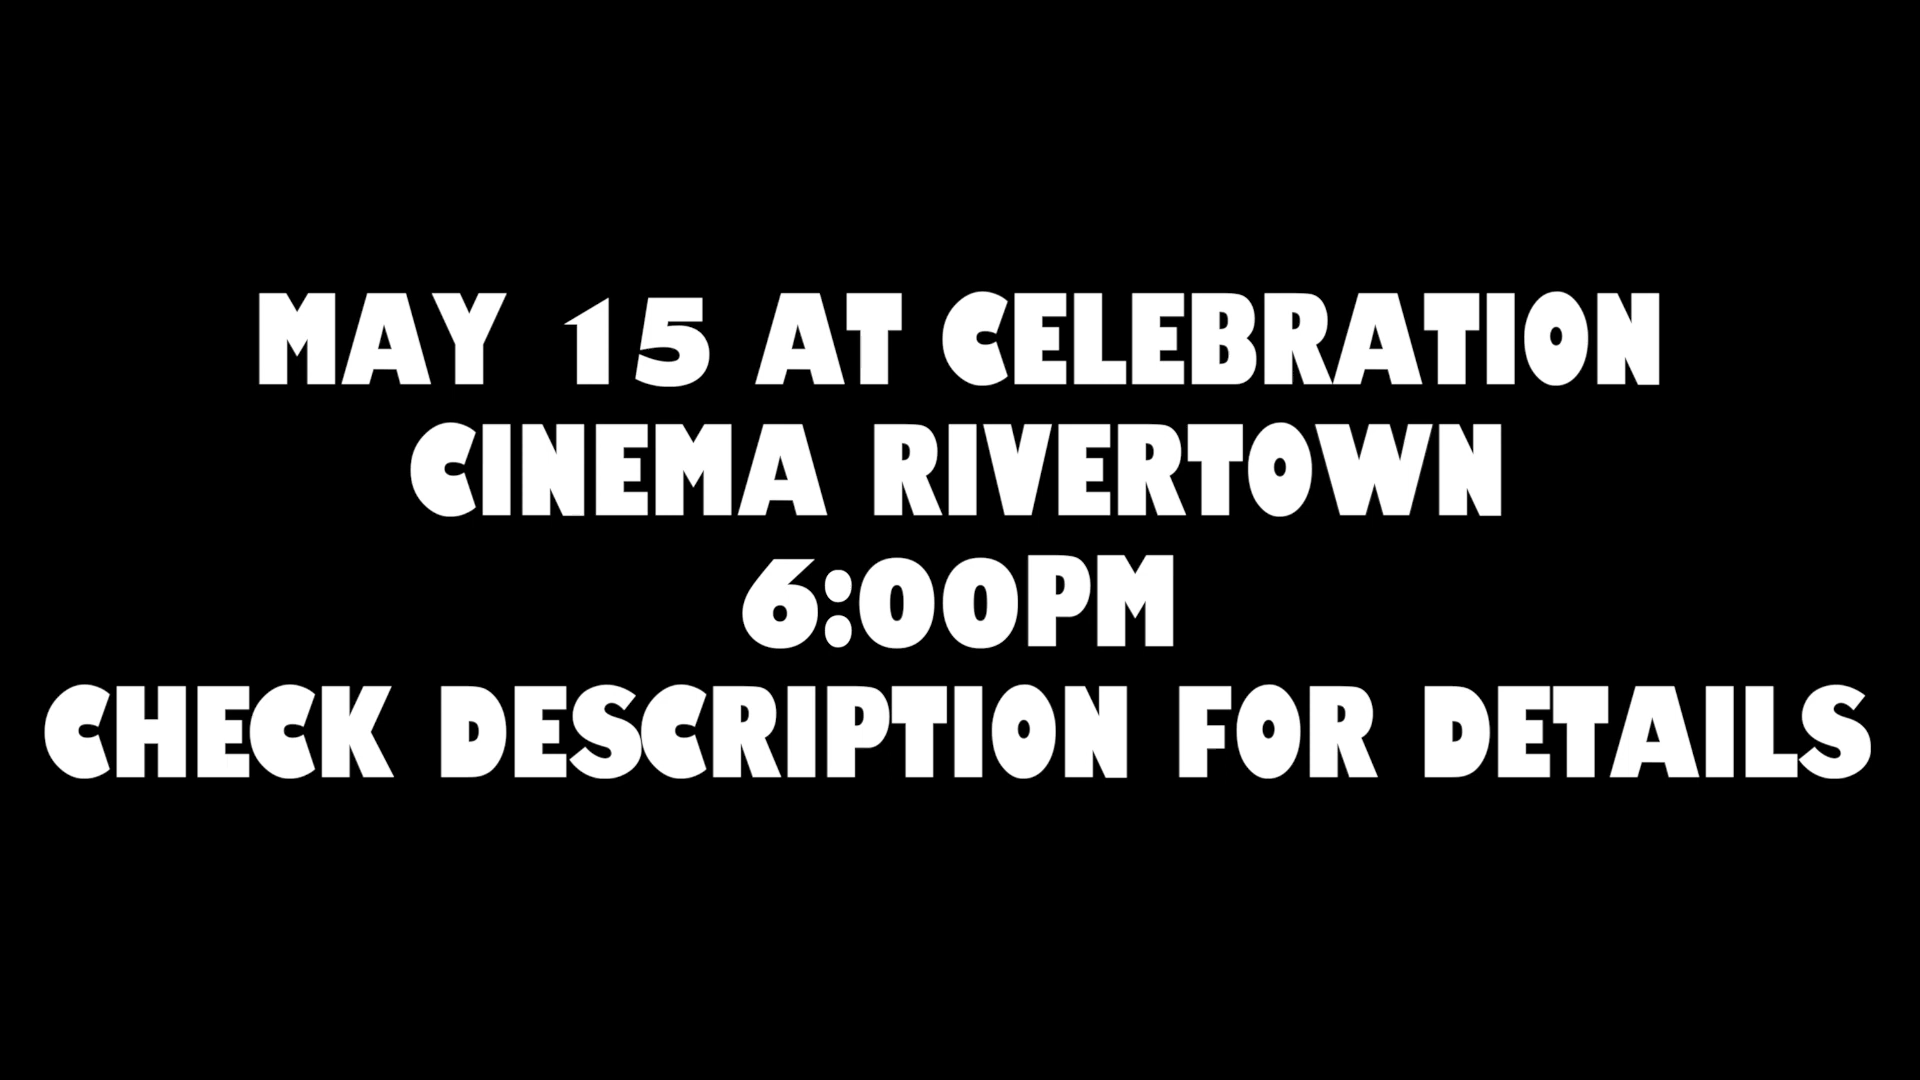 MAY 15 AT CELEBRATION
CINEMA RIVERTOWN
6:00PM
CHECK DESCRIPTION FOR DETAILS